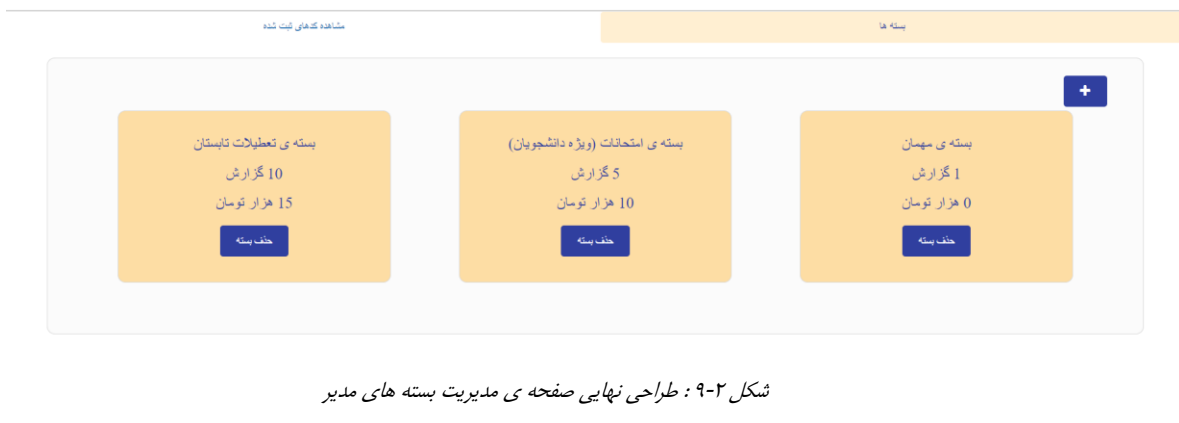 بسته ها
مشاهده کدهای ثبت شده
+
بسته ی مهمان
1 گزارش
0 هزار تومان
حذف بسته
بسته ی امتحانات (ویژه دانشجویان)
5 گزارش
10 هزار تومان
حذف بسته
بسته ی تعطیلات تابستان
10 گزارش
15 هزار تومان
حذف بسته
شکل ۲-۹ : طراحی نهایی صفحه ی مدیریت بسته های مدیر